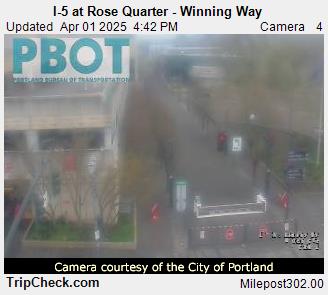 I-5 at Rose Quarter - Winning Way
Updated  Apr 01 2025  4:42 PM  Camera  4
PBOT
PORTLAND BUREAU OF TRANSPORTATION
Camera courtesy of the City of Portland
TripCheck.com  Milepost302.00